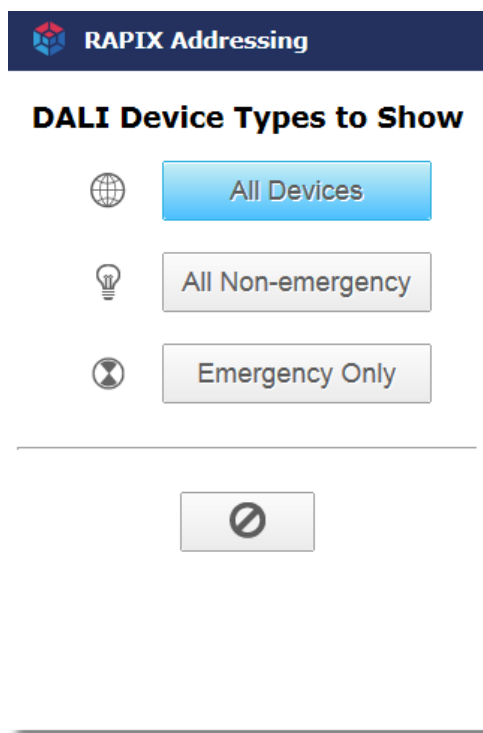 RAPIX Addressing
DALI Device Types to Show
All Devices
All Non-emergency
Emergency Only